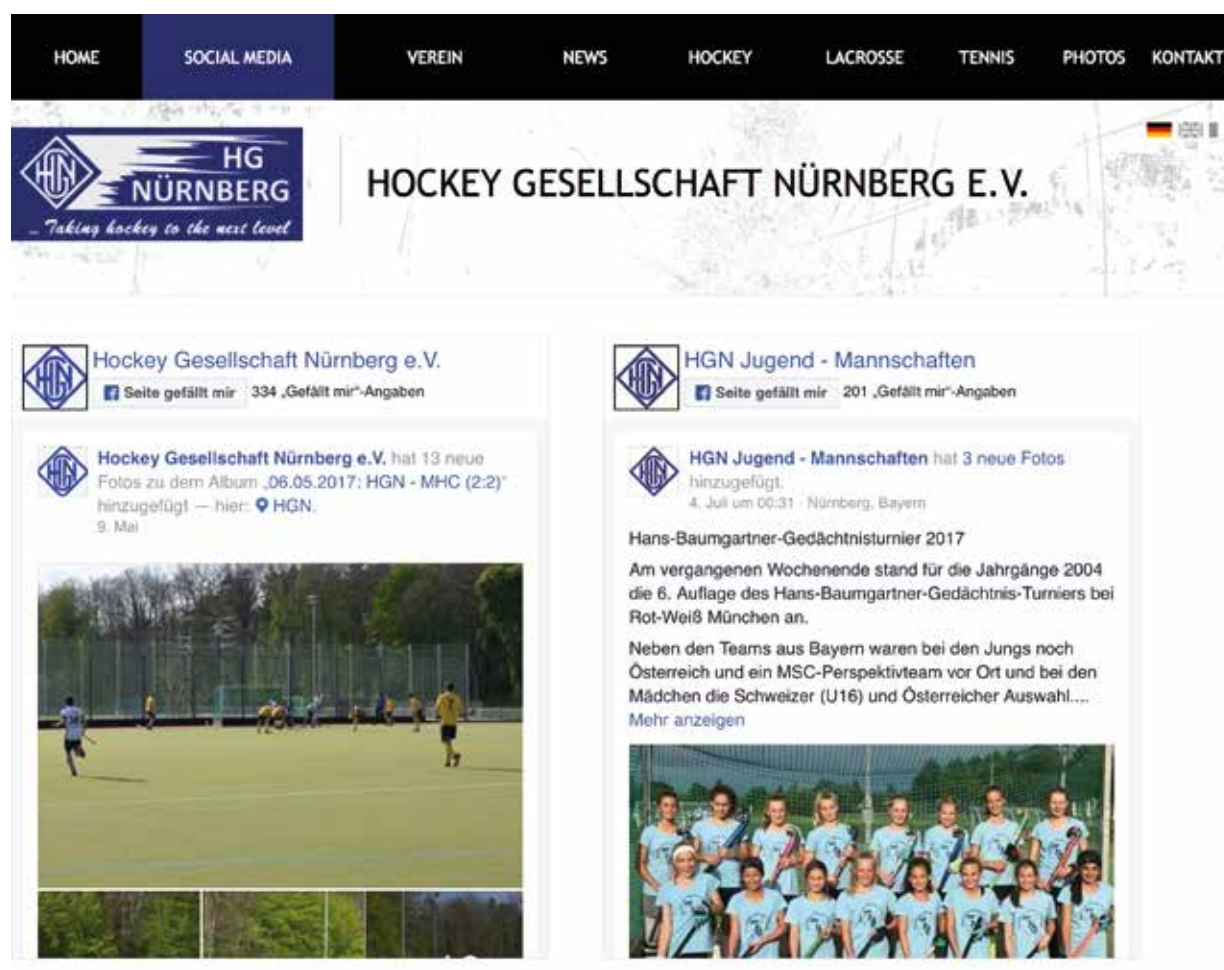 HOME SOCIAL MEDIA VEREIN NEWS HOCKEY LACROSSE TENNIS PHOTOS KONTAKT
HGN
HG
NÜRNBERG
... Taking hockey to the next level
HOCKEY GESELLSCHAFT NÜRNBERG E.V.
HGN
Hockey Gesellschaft Nürnberg e.V.
Seite gefällt mir 334 „Gefällt mir“-Angaben
HGN
Hockey Gesellschaft Nürnberg e.V. hat 13 neue
Fotos zu dem Album „06.05.2017: HGN - MHC (2:2)“
hinzugefügt — hier: HGN.
9. Mai
HGN
HGN Jugend - Mannschaften
Seite gefällt mir 201 „Gefällt mir“-Angaben
HGN
HGN Jugend - Mannschaften hat 3 neue Fotos
hinzugefügt.
4. Juli um 00:31 · Nürnberg, Bayern
Hans-Baumgartner-Gedächtnisturnier 2017
Am vergangenen Wochenende stand für die Jahrgänge 2004
die 6. Auflage des Hans-Baumgartner-Gedächtnis-Turniers bei
Rot-Weiß München an.
Neben den Teams aus Bayern waren bei den Jungs noch
Österreich und ein MSC-Perspektivteam vor Ort und bei den
Mädchen die Schweizer (U16) und Österreicher Auswahl....
Mehr anzeigen